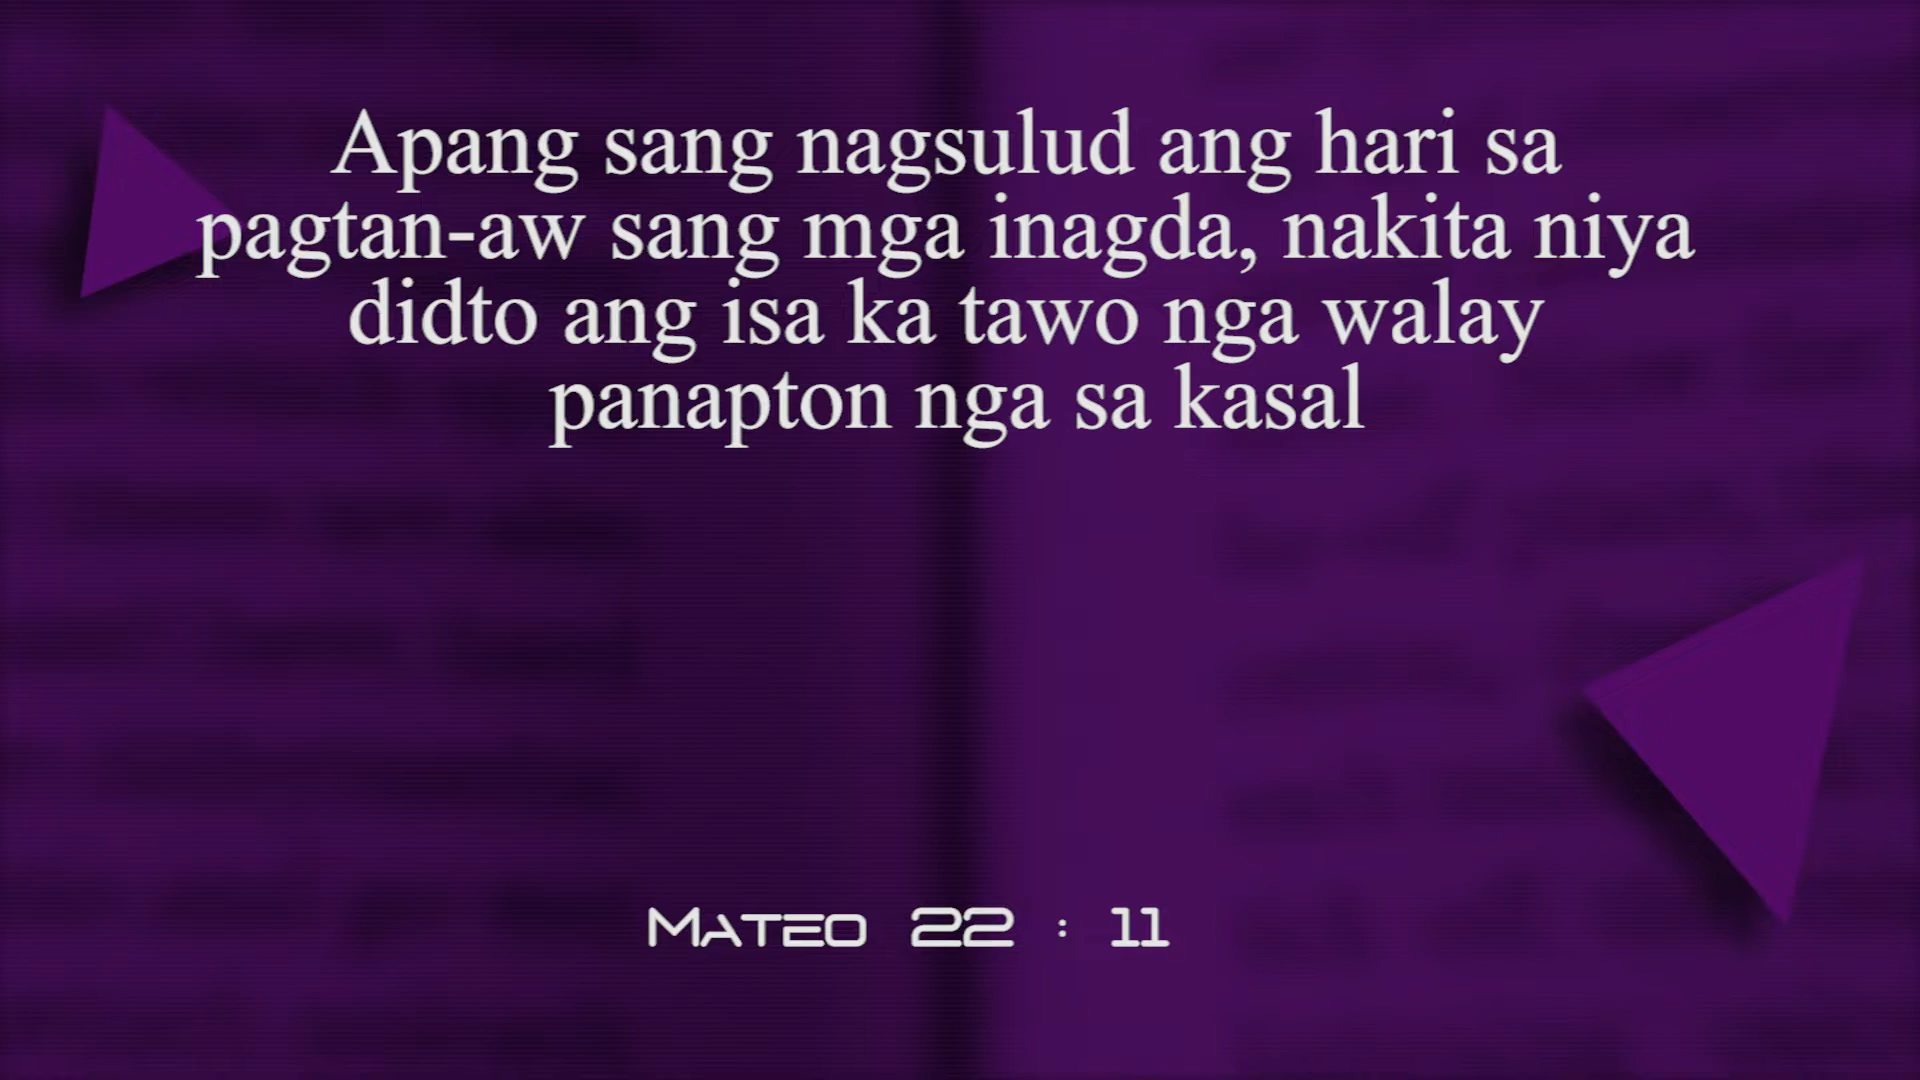 Apang sang nagsulud ang hari sa
pagtan-aw sang mga inagda, nakita niya
didto ang isa ka tawo nga walay
panapton nga sa kasal
Mateo 22 : 11